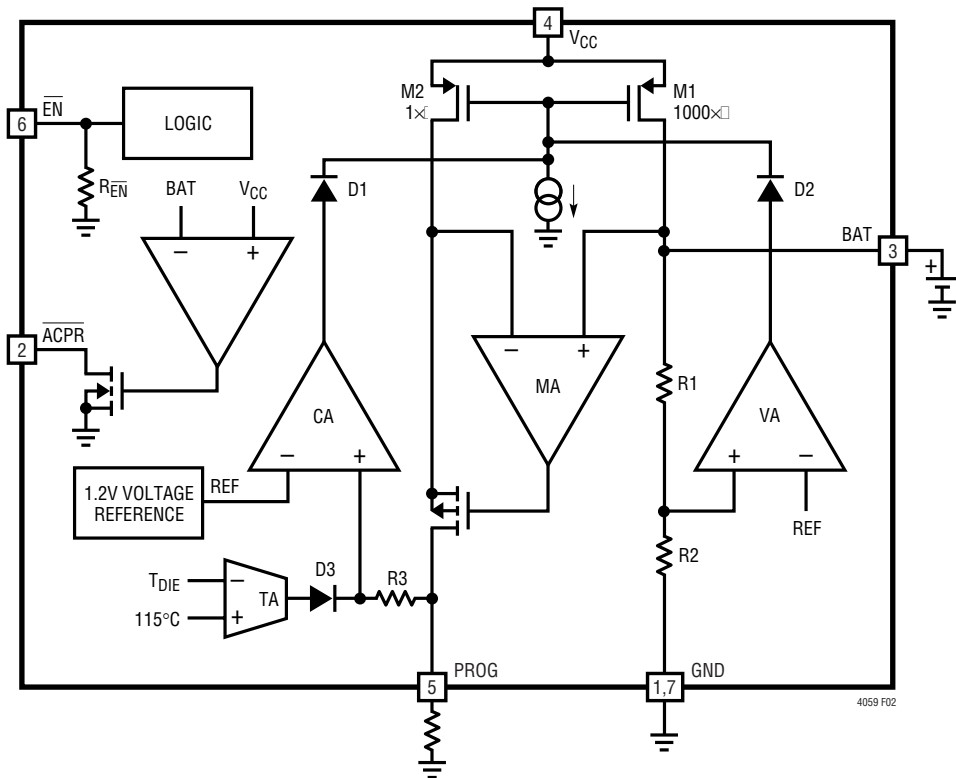 4
VCC
M2
1×
M1
1000×
6
EN
LOGIC
REN
BAT
VCC
D1
D2
BAT
3
+
−
+
2
ACPR
−
+
MA
R1
CA
−
+
VA
+
−
1.2V VOLTAGE
REFERENCE
REF
REF
R2
TDIE
−
115°C
+
TA
D3
R3
5
PROG
1,7
GND
4059 F02